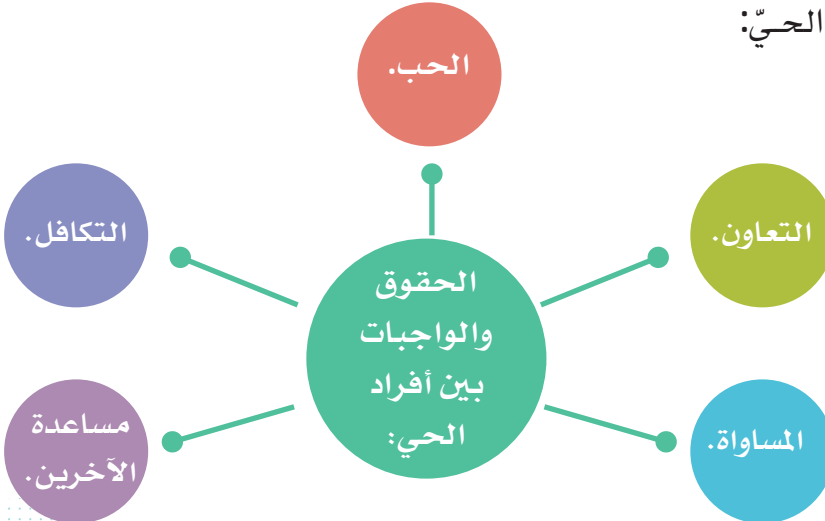 الحـيّ:
الحب.
التعاون.
التكافل.
الحقوق
والواجبات
بين أفراد
الحي:
المساواة.
مساعدة
الآخرين.